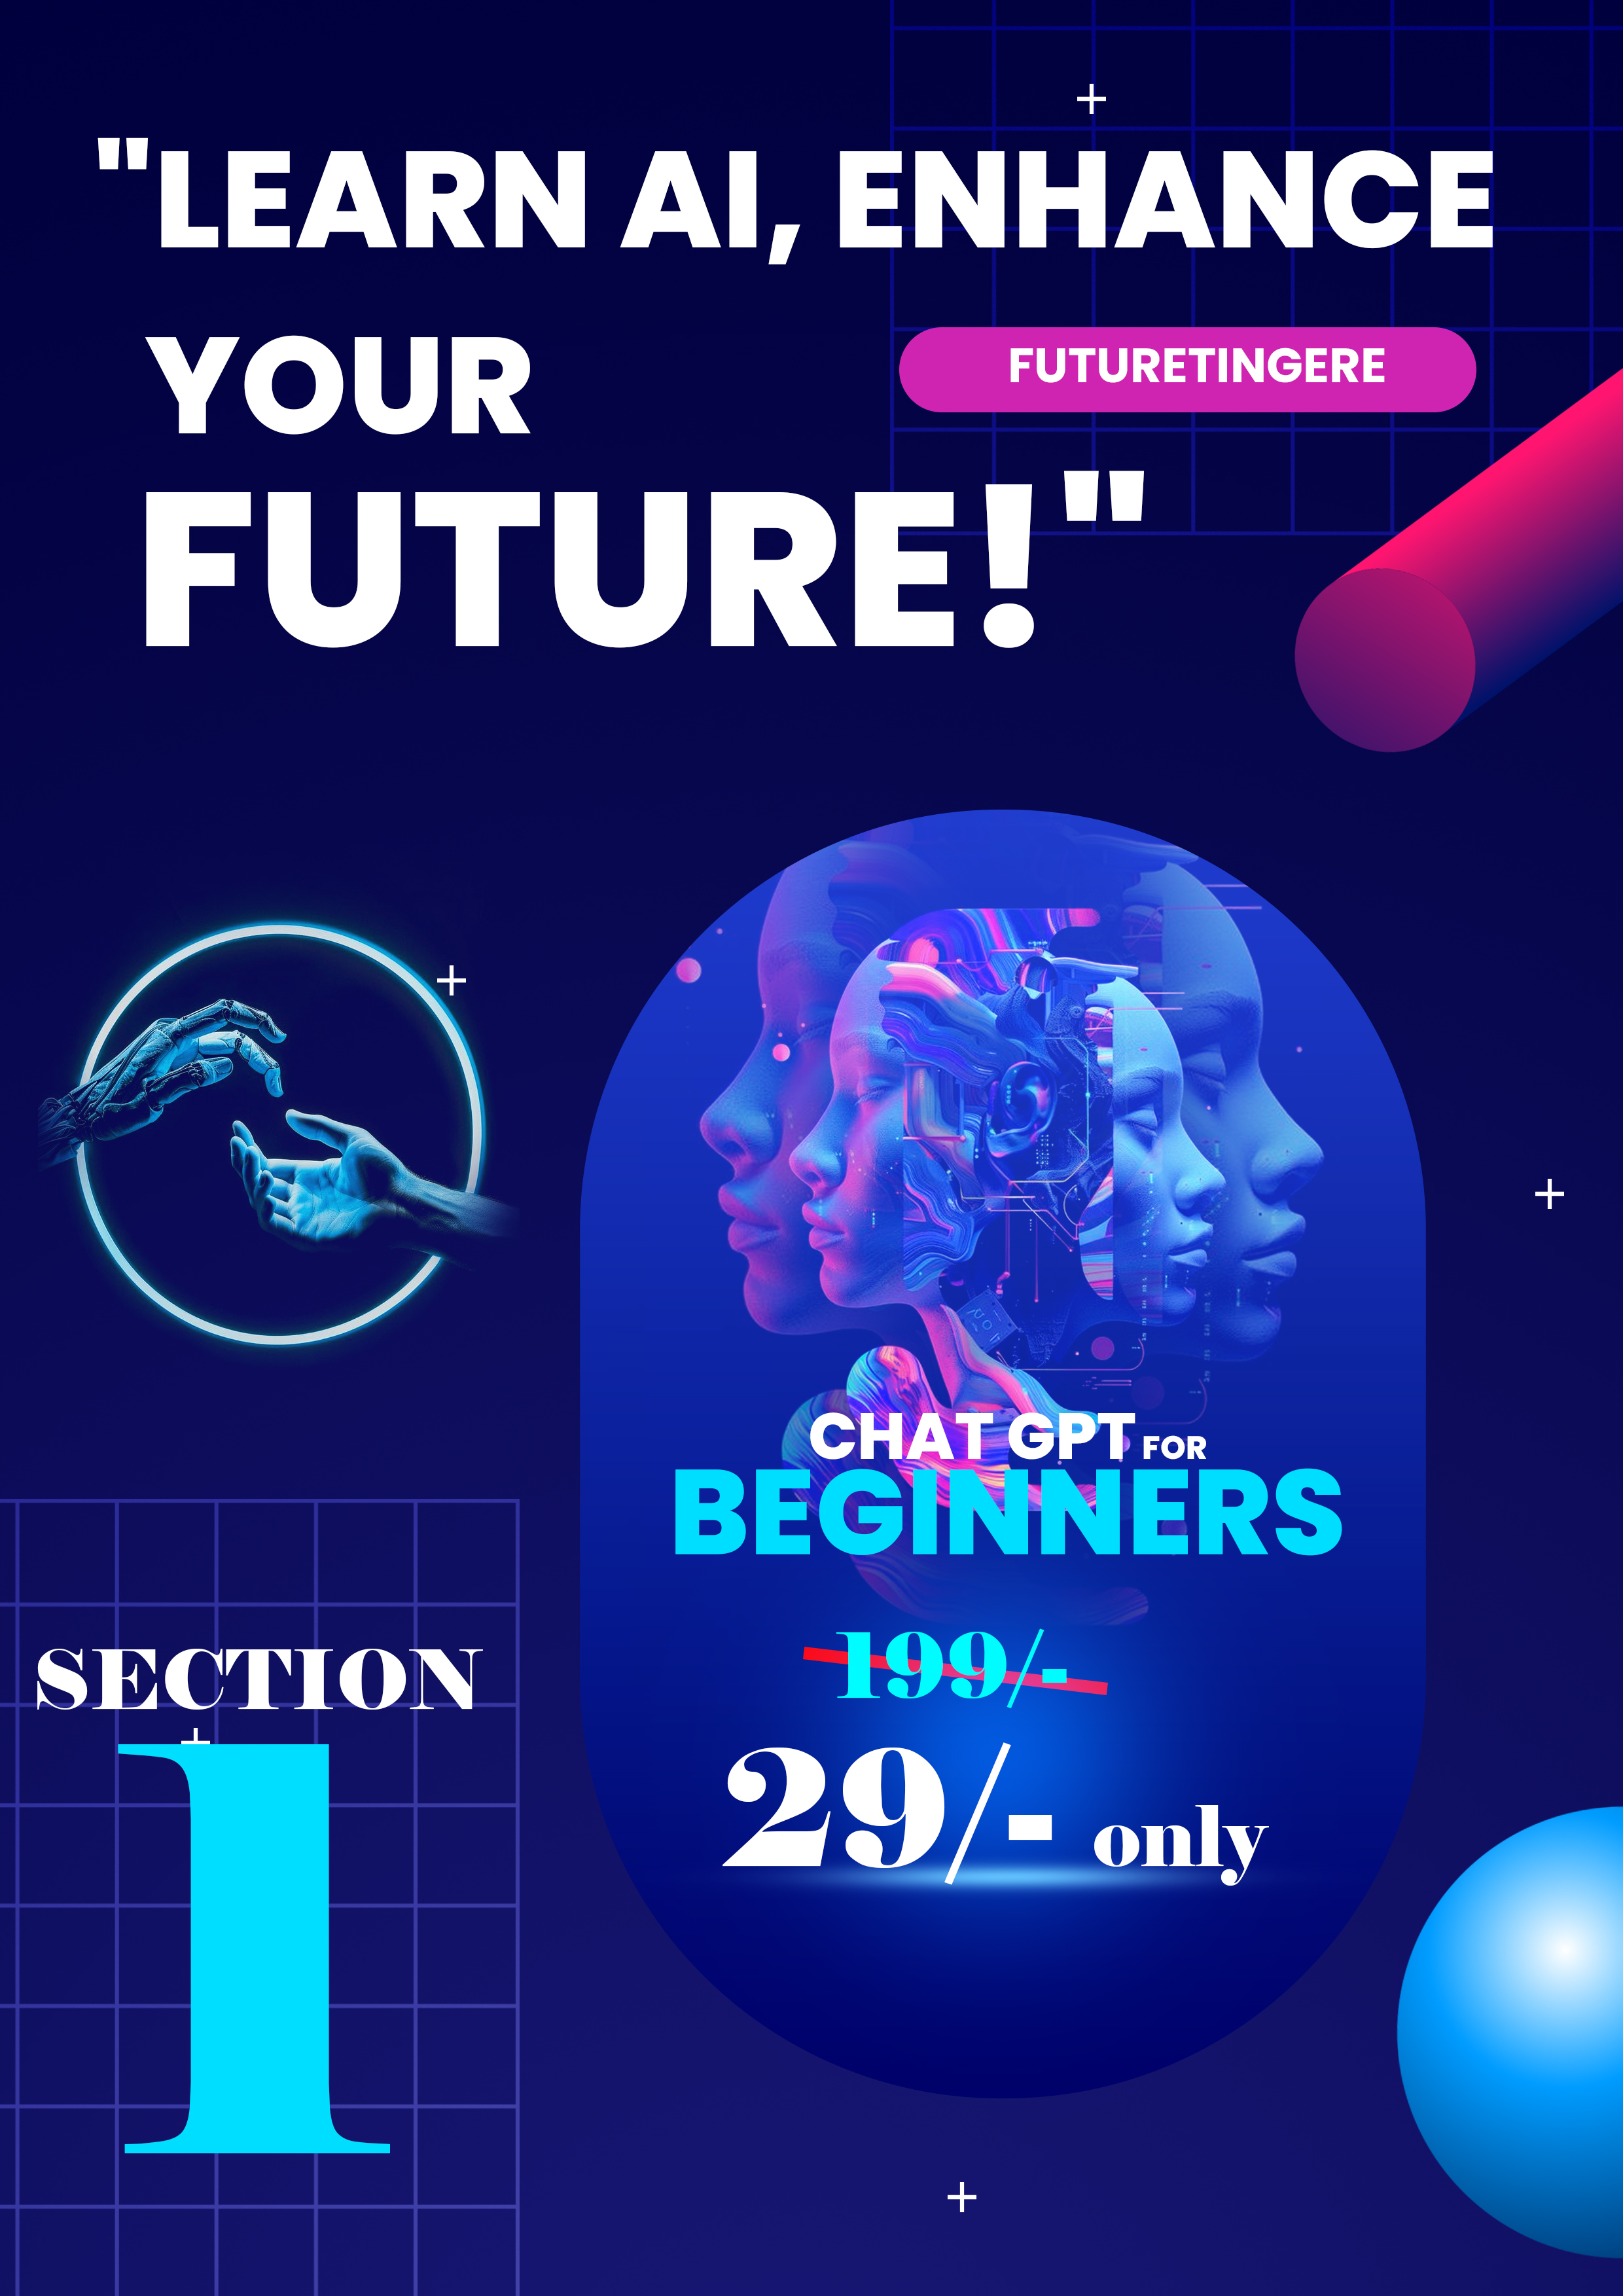 "LEARN AI, ENHANCE
YOUR
FUTURETINGERE
FUTURE!"
CHAT GPT FOR
BEGINNERS
199/-
29/- only
SECTION
1